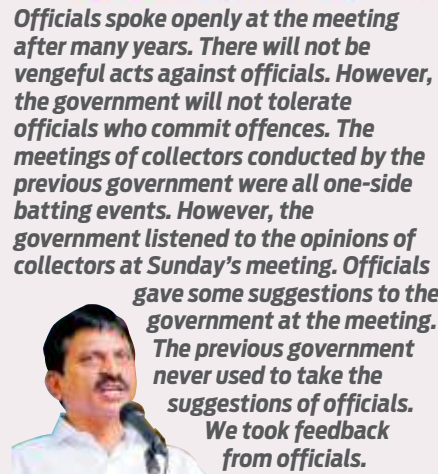 Officials spoke openly at the meeting
after many years. There will not be
vengeful acts against officials. However,
the government will not tolerate
officials who commit offences. The
meetings of collectors conducted by the
previous government were all one-side
batting events. However, the
government listened to the opinions of
collectors at Sunday's meeting. Officials
gave some suggestions to the
government at the meeting.
The previous government
never used to take the
suggestions of officials.
We took feedback
from officials.